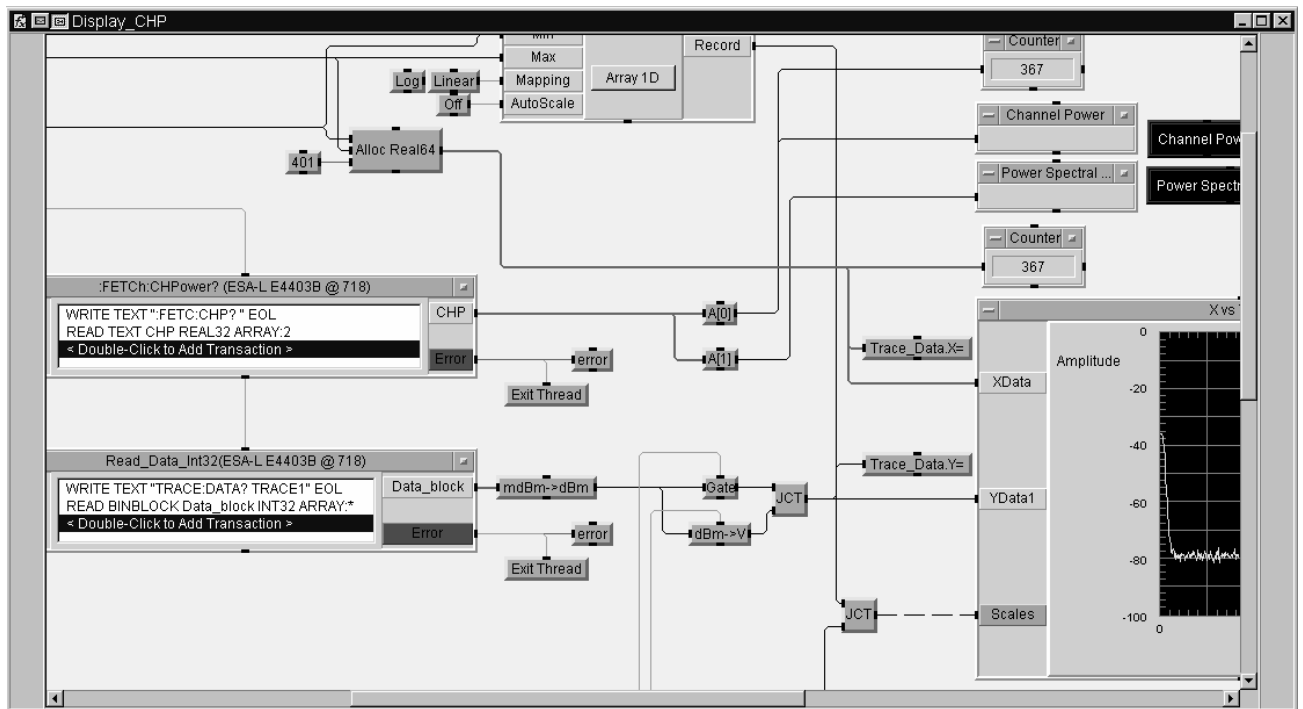 Display_CHP
Min
Max
Mapping
AutoScale
Array 1D
Record
Log
Linear
Off
Alloc Real64
401
Counter
367
Channel Power
Channel Pow
Power Spectral ...
Power Spectr
Counter
367
:FETCh:CHPower? (ESA-L E4403B @ 718)
WRITE TEXT ":FETC:CHP? " EOL
READ TEXT CHP REAL32 ARRAY:2
< Double-Click to Add Transaction >
CHP
Error
error
Exit Thread
A[0]
A[1]
Trace_Data.X=
Read_Data_Int32(ESA-L E4403B @ 718)
WRITE TEXT "TRACE:DATA? TRACE1" EOL
READ BINBLOCK Data_block INT32 ARRAY:*
< Double-Click to Add Transaction >
Data_block
Error
error
Exit Thread
mdBm->dBm
Gate
dBm->V
JCT
Trace_Data.Y=
JCT
X vs
XData
YData1
Scales
Amplitude
0
-20
-40
-60
-80
-100
0